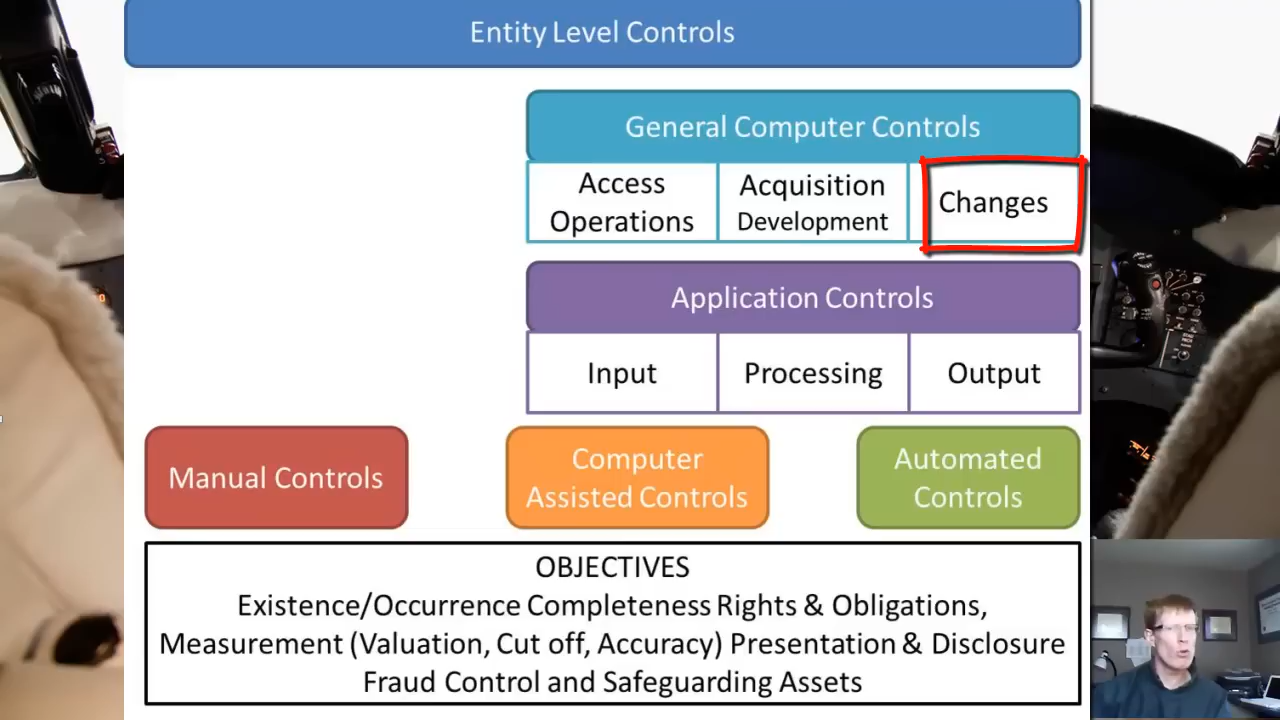 Entity Level Controls
General Computer Controls
Access
Operations
Acquisition
Development
Changes
Application Controls
Input
Processing
Output
Manual Controls
Computer
Assisted Controls
Automated
Controls
OBJECTIVES
Existence/Occurrence Completeness Rights & Obligations,
Measurement (Valuation, Cut off, Accuracy) Presentation & Disclosure
Fraud Control and Safeguarding Assets